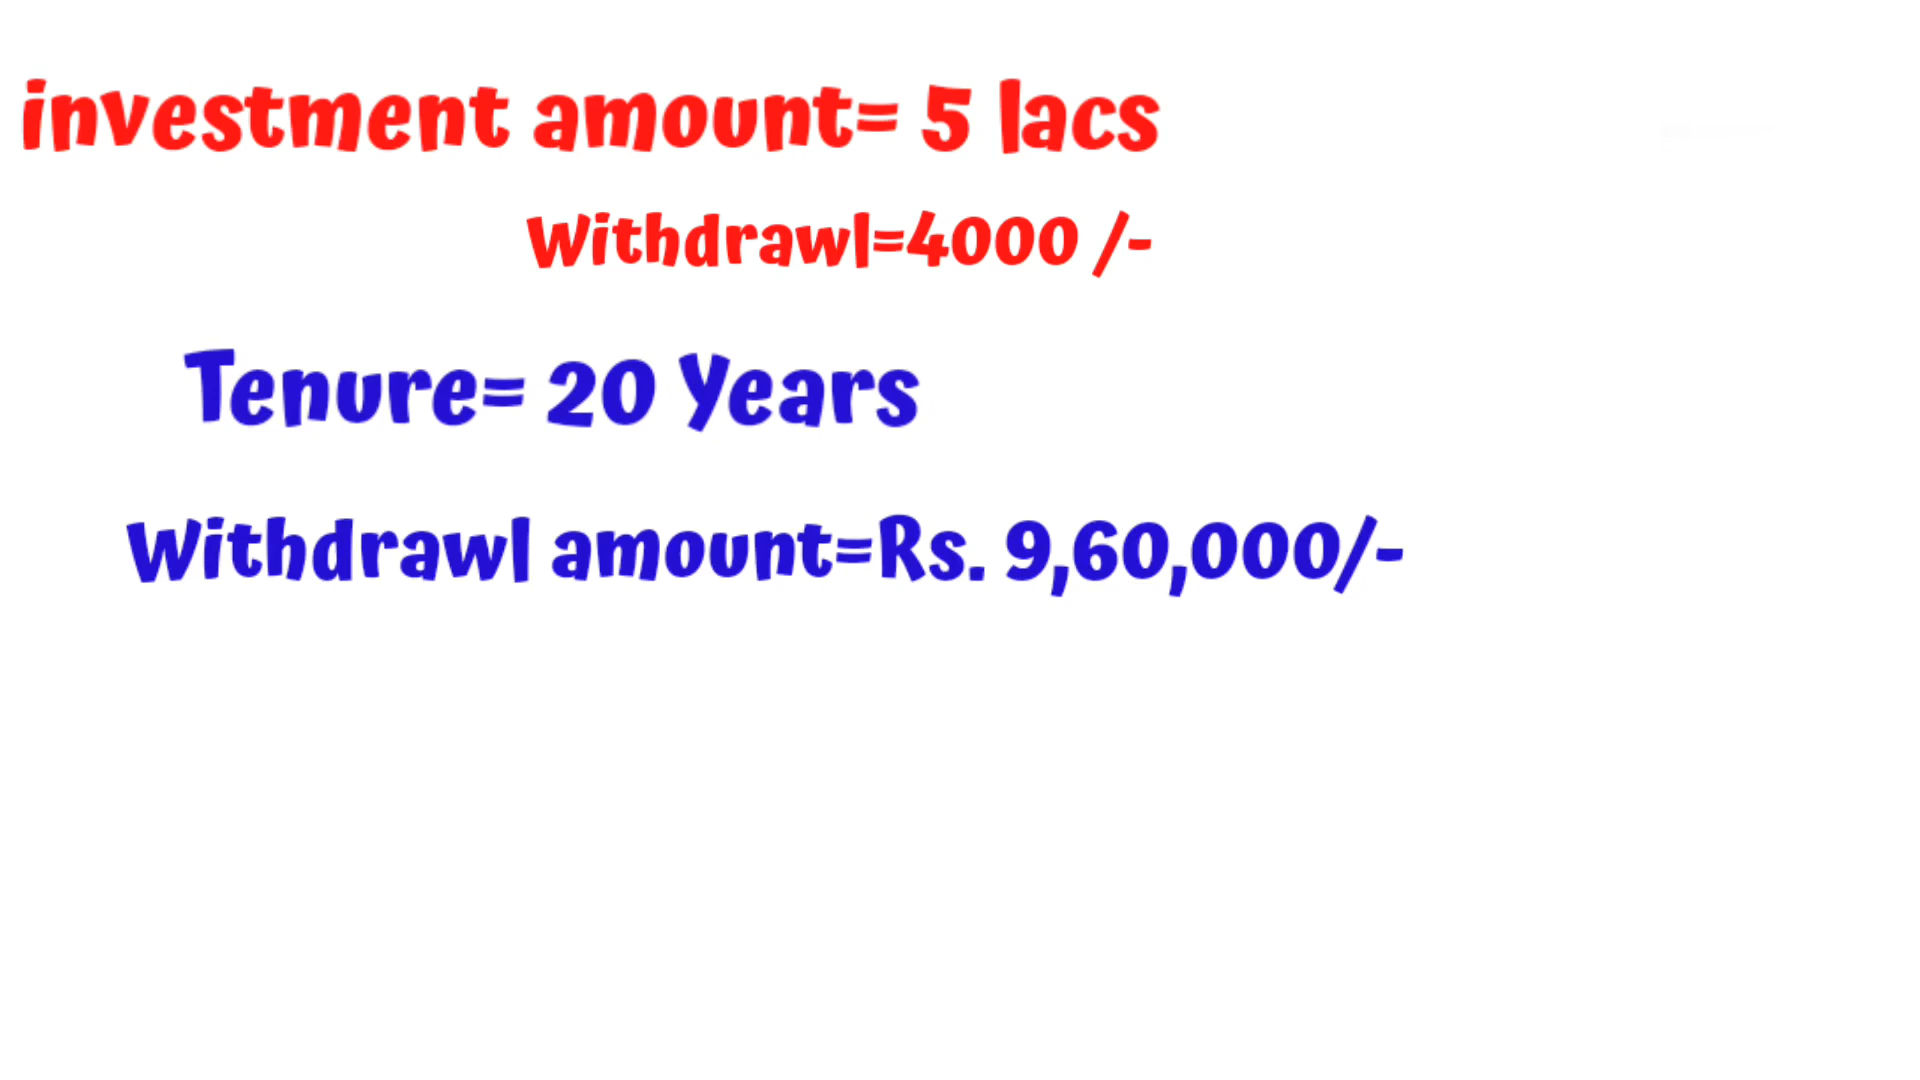 investment amount= 5 lacs
Withdrawl=4000 /-
Tenure= 20 Years
Withdrawl amount=Rs. 9,60,000/-